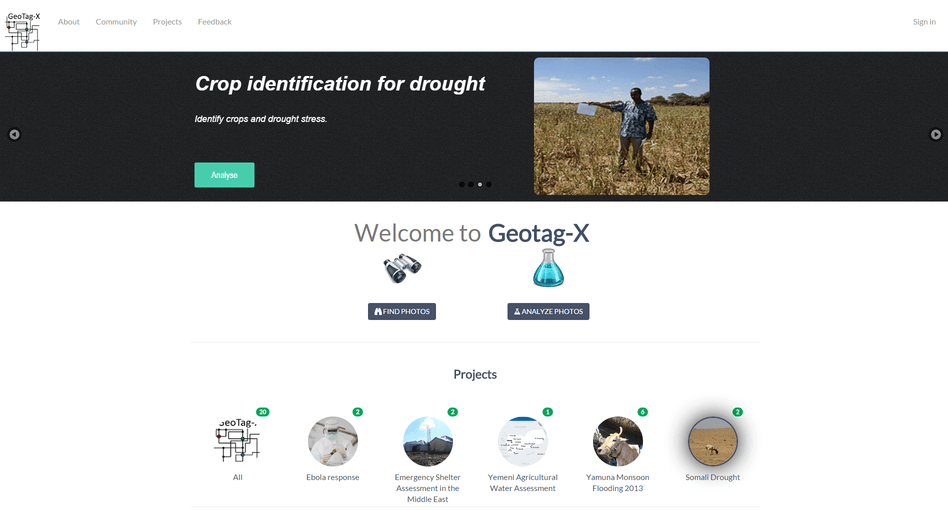 GeoTag-X
About
Community
Projects
Feedback
Sign in
Crop identification for drought
Identify crops and drought stress.
Analyse
Welcome to Geotag-X
FIND PHOTOS
ANALYZE PHOTOS
Projects
20
2
2
1
6
2
All
Ebola response
Emergency Shelter
Assessment in the
Middle East
Yemeni Agricultural
Water Assessment
Yamuna Monsoon
Flooding 2013
Somali Drought